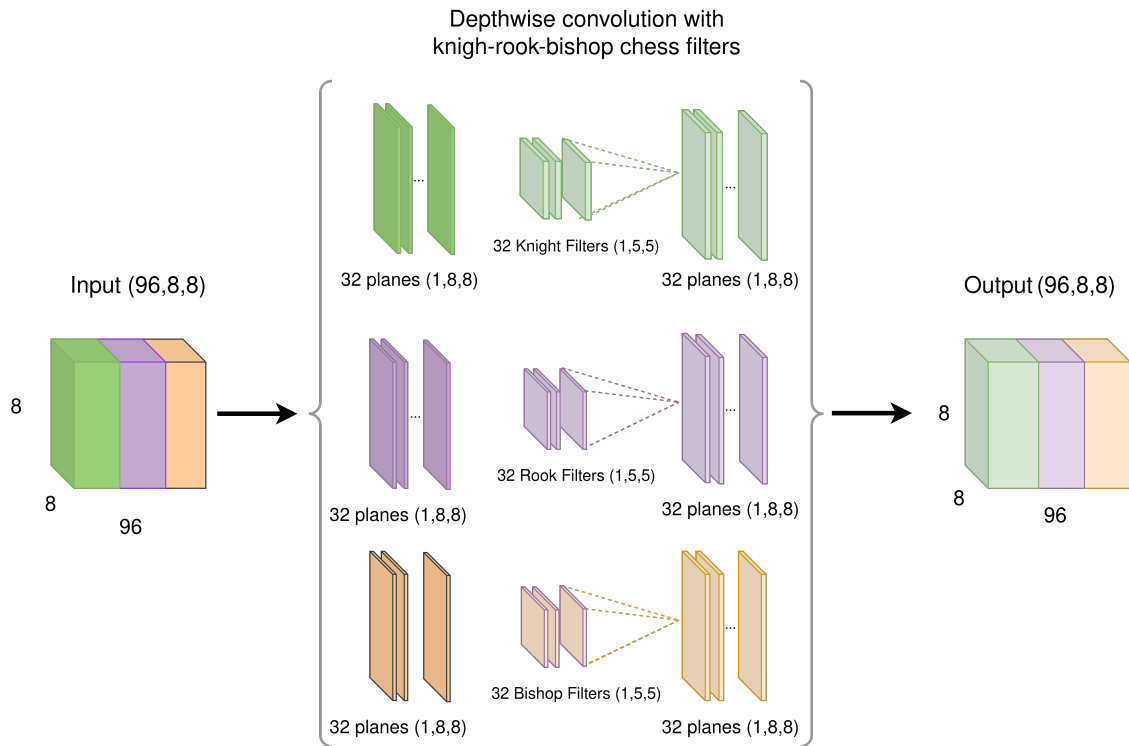 Depthwise convolution with
knigh-rook-bishop chess filters
Input (96,8,8)
8
8
96
...
32 planes (1,8,8)
32 Knight Filters (1,5,5)
...
32 planes (1,8,8)
...
32 planes (1,8,8)
32 Rook Filters (1,5,5)
...
32 planes (1,8,8)
32 planes (1,8,8)
32 Bishop Filters (1,5,5)
...
32 planes (1,8,8)
Output (96,8,8)
8
8
96